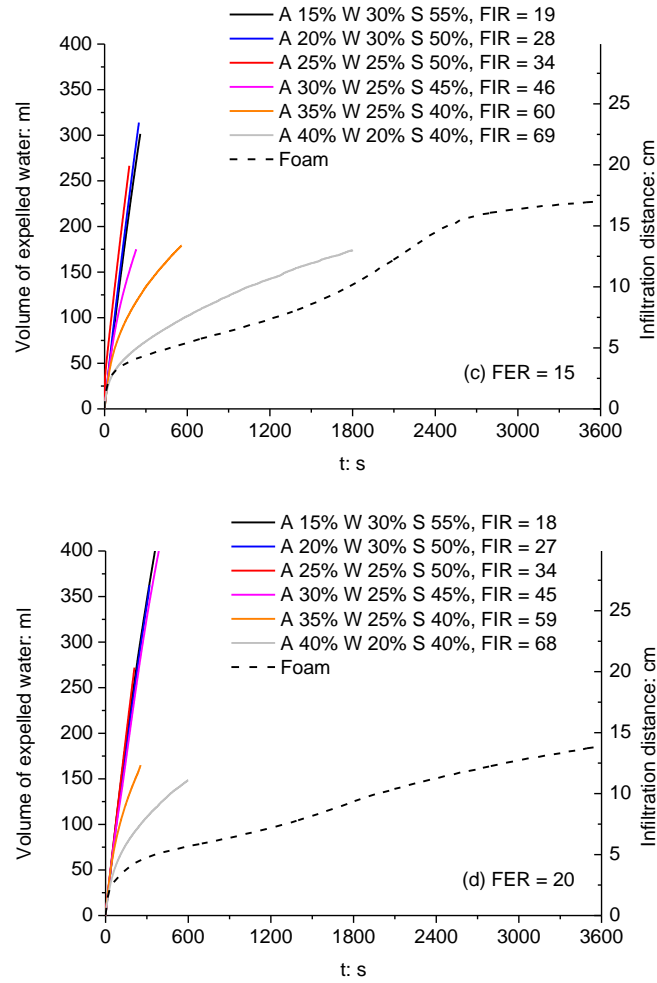 A 15% W 30% S 55%, FIR = 19
A 20% W 30% S 50%, FIR = 28
A 25% W 25% S 50%, FIR = 34
A 30% W 25% S 45%, FIR = 46
A 35% W 25% S 40%, FIR = 60
A 40% W 20% S 40%, FIR = 69
Foam
400
350
300
250
200
150
100
50
0
Volume of expelled water: ml
25
20
15
10
5
0
Infiltration distance: cm
(c) FER = 15
0 600 1200 1800 2400 3000 3600
t: s
A 15% W 30% S 55%, FIR = 18
A 20% W 30% S 50%, FIR = 27
A 25% W 25% S 50%, FIR = 34
A 30% W 25% S 45%, FIR = 45
A 35% W 25% S 40%, FIR = 59
A 40% W 20% S 40%, FIR = 68
Foam
400
350
300
250
200
150
100
50
0
Volume of expelled water: ml
25
20
15
10
5
0
Infiltration distance: cm
(d) FER = 20
0 600 1200 1800 2400 3000 3600
t: s